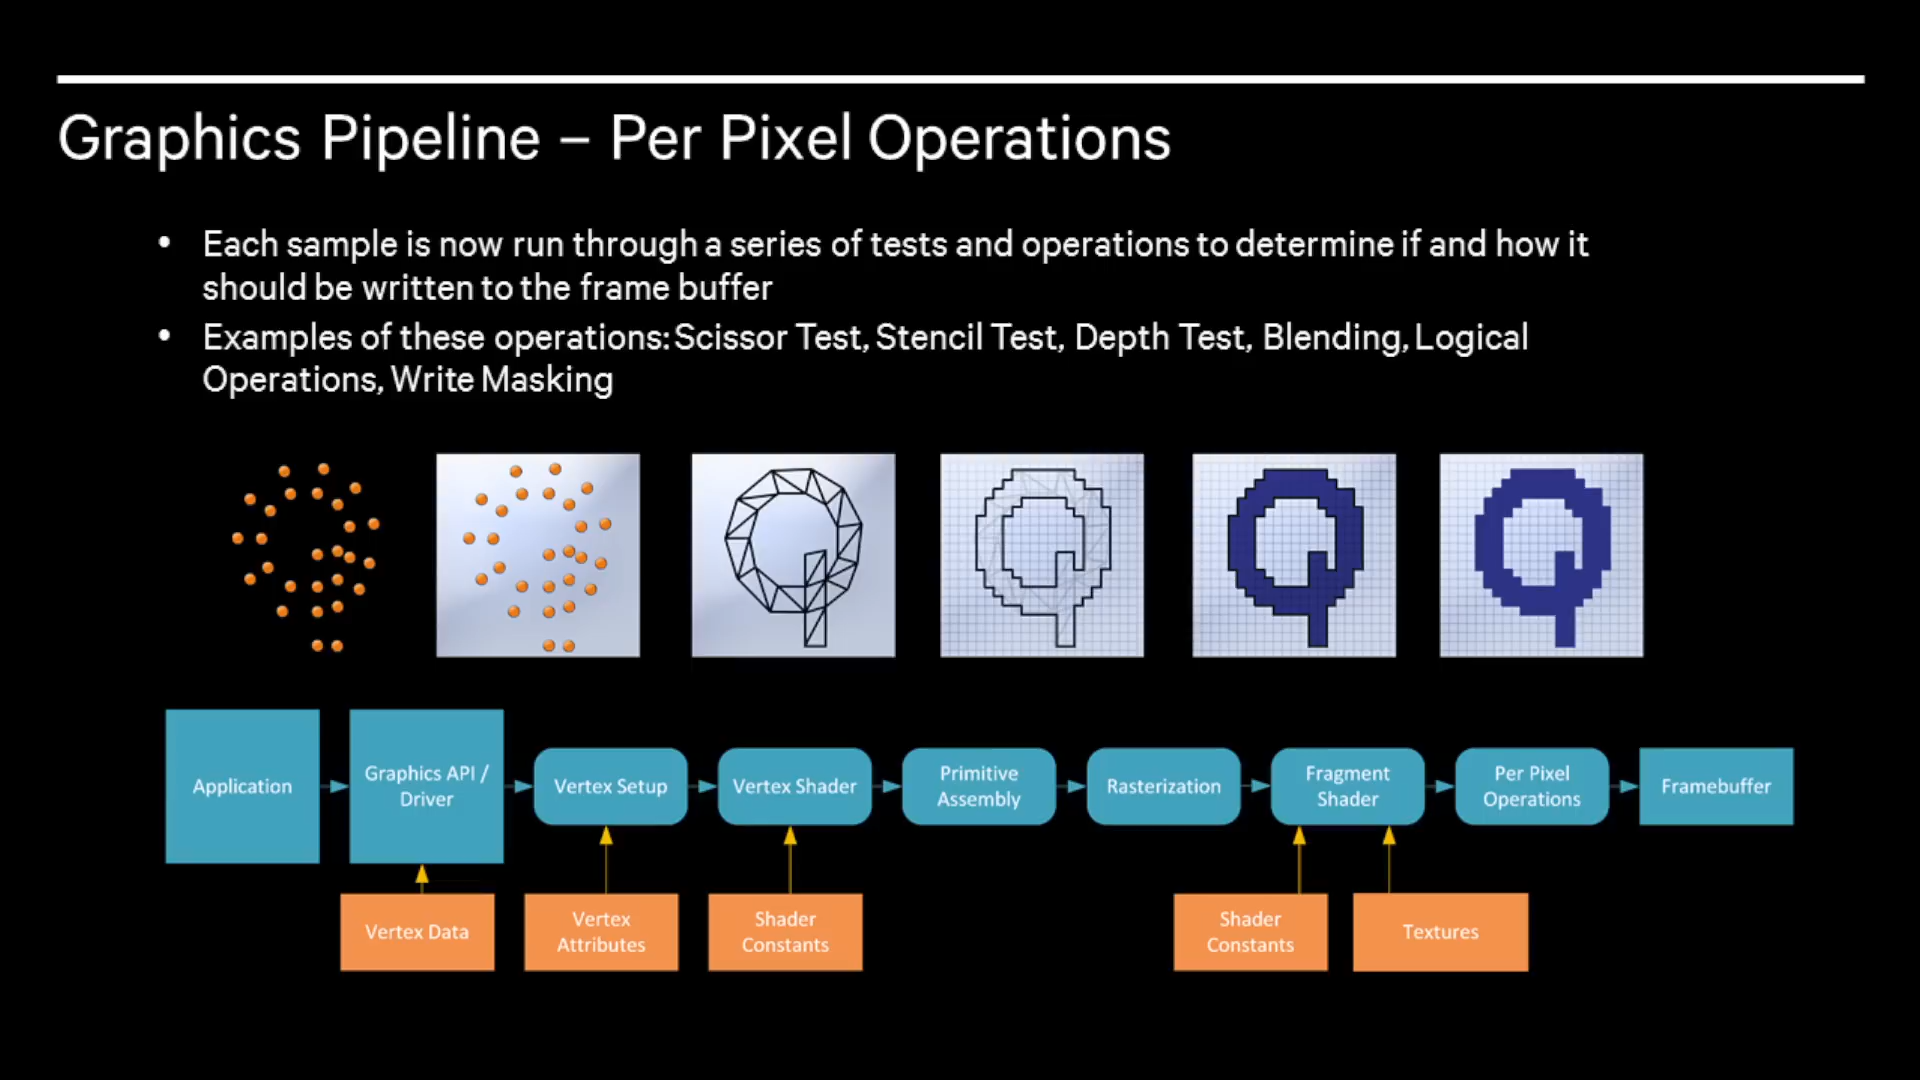 Graphics Pipeline – Per Pixel Operations
• Each sample is now run through a series of tests and operations to determine if and how it
should be written to the frame buffer
• Examples of these operations: Scissor Test, Stencil Test, Depth Test, Blending, Logical
Operations, Write Masking
Application
Graphics API /
Driver
Vertex Setup
Vertex Shader
Primitive
Assembly
Rasterization
Fragment
Shader
Per Pixel
Operations
Framebuffer
Vertex Data
Vertex
Attributes
Shader
Constants
Shader
Constants
Textures